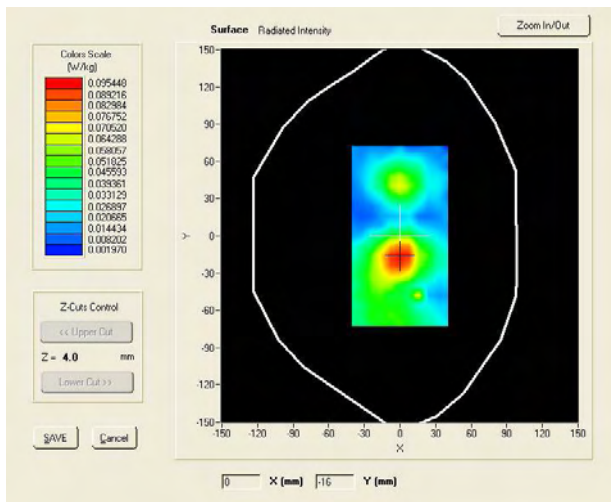 Surface Radiated Intensity
Zoom In/Out
Colors Scale
(W/kg)
0.095448
0.089216
0.082984
0.076752
0.070520
0.064288
0.058057
0.051825
0.045593
0.039361
0.033129
0.026897
0.020665
0.014434
0.008202
0.001970
Z-Cuts Control
<< Upper Cut
Z = 4.0 mm
Lower Cut >>
SAVE Cancel
150
120
90
60
30
0
-30
-60
-90
-120
-150
Y
-150 -120 -90 -60 -30 0 30 60 90 120 150
X
0 X (mm) -16 Y (mm)